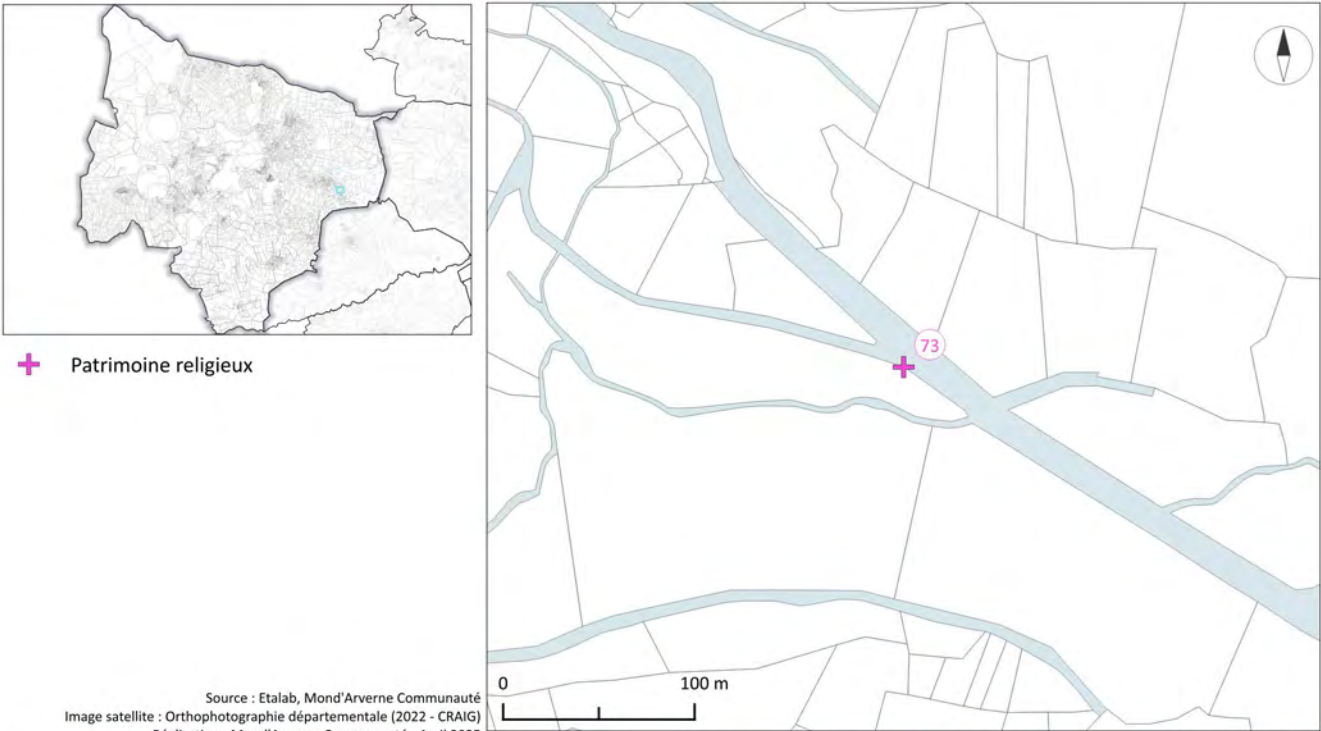 73
Patrimoine religieux
0 100 m
Source : Etalab, Mond'Arverne Communauté
Image satellite : Orthophotographie départementale (2022 - CRAIG)